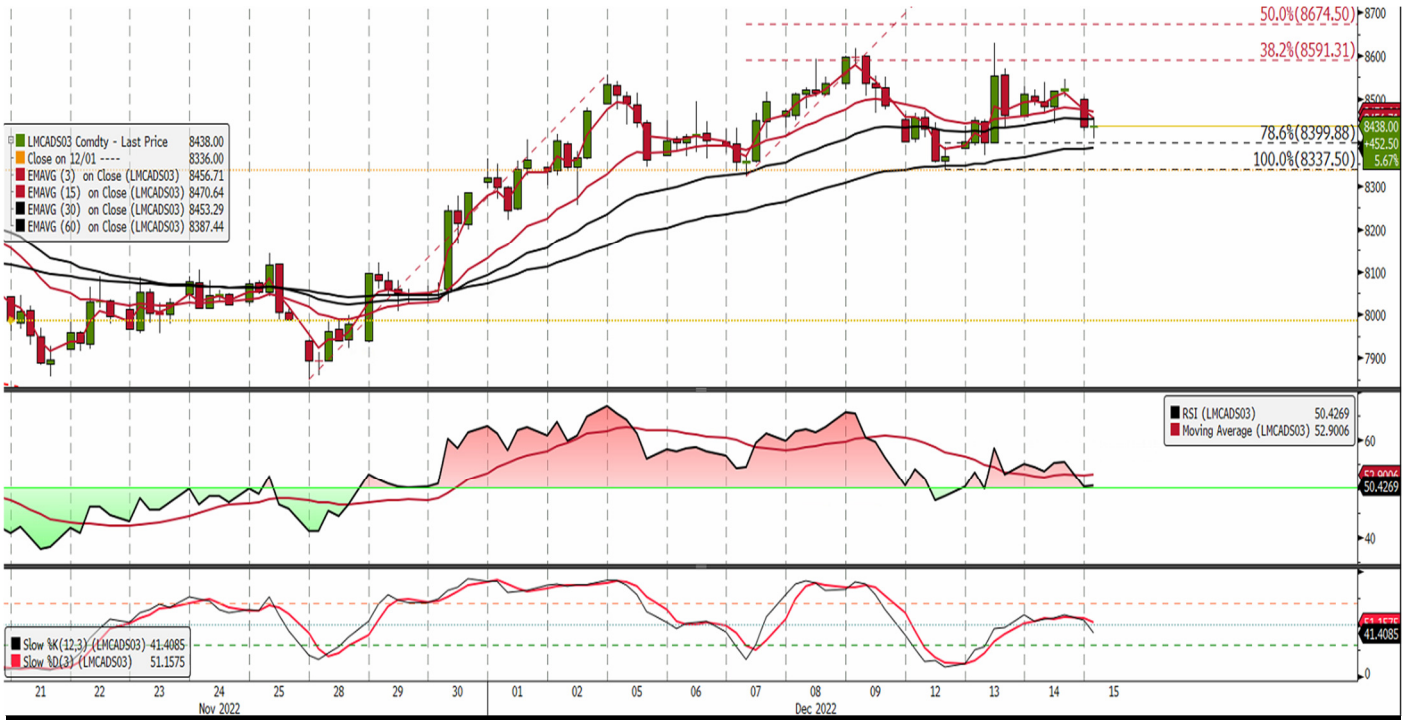 50.0%(8674.50)
38.2%(8591.31)
78.6%(8399.88)
100.0%(8337.50)
8700
8600
8500
8438.00
+452.50
5.67%
8300
8200
8100
8000
7900
LMCADS03 Comdty - Last Price 8438.00
Close on 12/01 ---- 8336.00
EMAVG (3) on Close (LMCADS03) 8456.71
EMAVG (15) on Close (LMCADS03) 8470.64
EMAVG (30) on Close (LMCADS03) 8453.29
EMAVG (60) on Close (LMCADS03) 8387.44
RSI (LMCADS03) 50.4269
Moving Average (LMCADS03) 52.9006
60
52.9006
50.4269
40
Slow %K(12,3) (LMCADS03) 41.4085
Slow %D(3) (LMCADS03) 51.1575
51.1575
41.4085
0
21 22 23 24 25 28 29 30 01 02 05 06 07 08 09 12 13 14 15
Nov 2022 Dec 2022